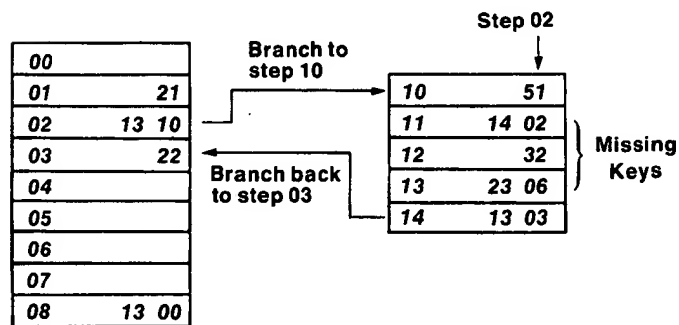 Step 02
Branch to
step 10
00
01 21
02 13 10
03 22
04
05
06
07
08 13 00
Branch back
to step 03
10 51
11 14 02
12 32
13 23 06
14 13 03
Missing
Keys